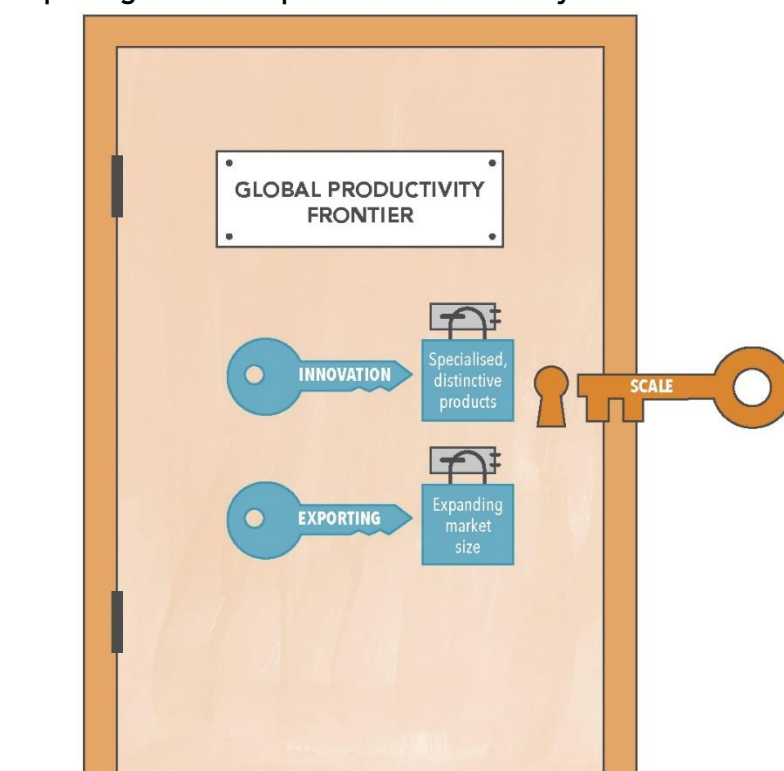 GLOBAL PRODUCTIVITY
FRONTIER
INNOVATION
Specialised,
distinctive
products
SCALE
EXPORTING
Expanding
market
size